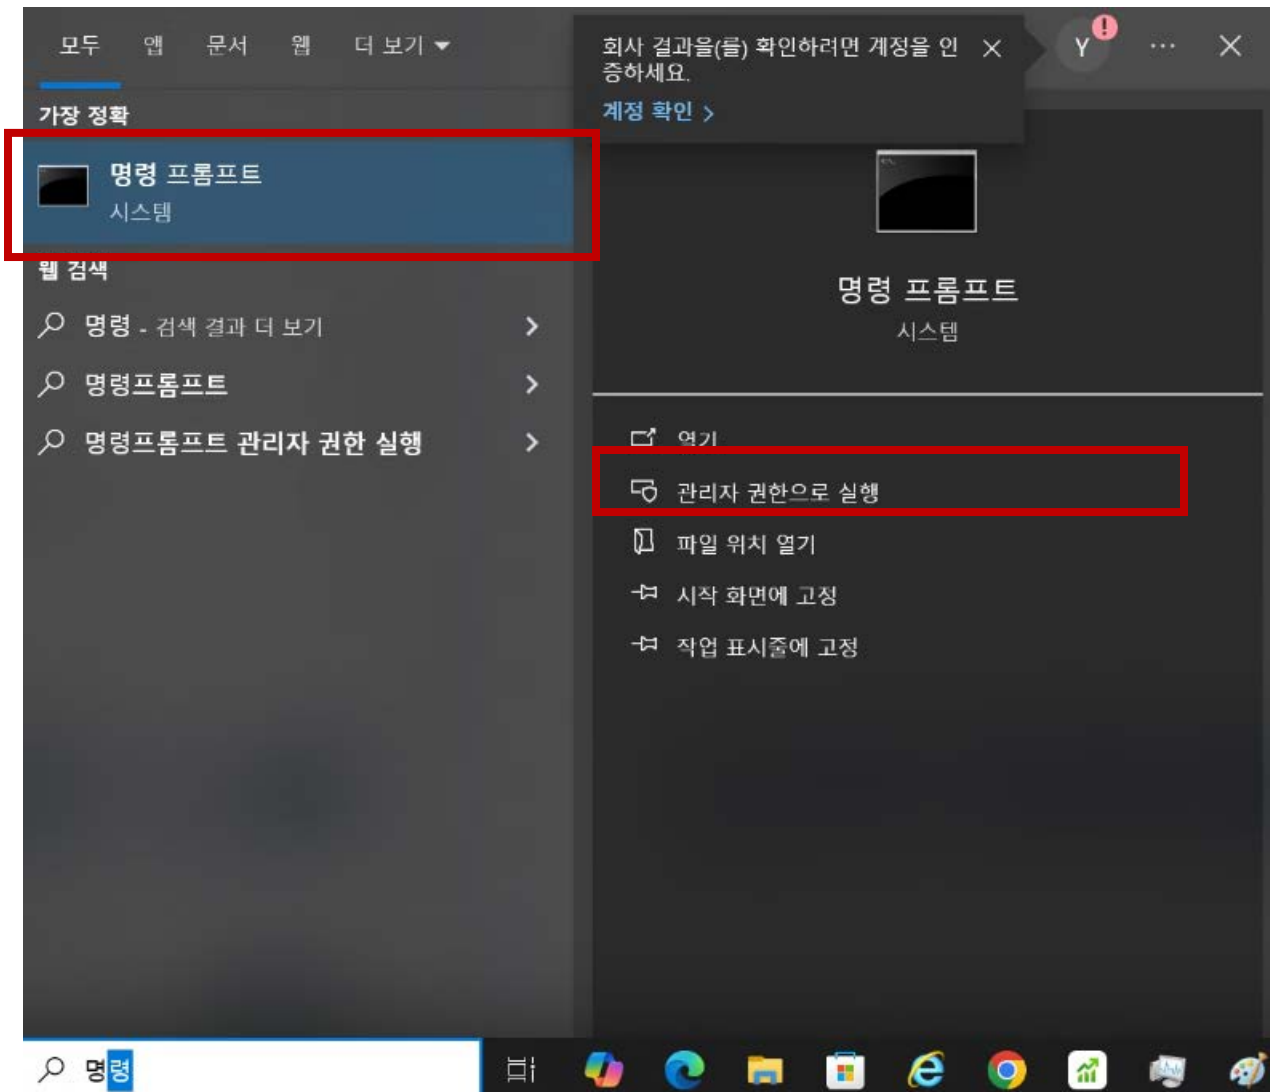 모두 앱 문서 웹 더 보기
회사 결과을(를) 확인하려면 계정을 인
증하세요.
계정 확인 >
Y
!
가장 정확
명령 프롬프트
시스템
웹 검색
명령 - 검색 결과 더 보기
명령프롬프트
명령프롬프트 관리자 권한 실행
명령 프롬프트
시스템
열기
관리자 권한으로 실행
파일 위치 열기
시작 화면에 고정
작업 표시줄에 고정
명령